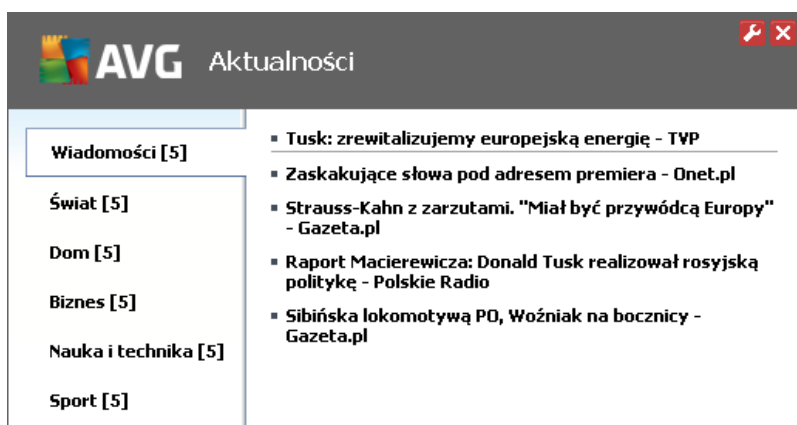 AVG Aktualności
Wiadomości [5]
Świat [5]
Dom [5]
Biznes [5]
Nauka i technika [5]
Sport [5]
Tusk: zrewitalizujemy europejską energię - TVP
Zaskakujące słowa pod adresem premiera - Onet.pl
Strauss-Kahn z zarzutami. "Miał być przywódcą Europy"
- Gazeta.pl
Raport Macierewicza: Donald Tusk realizował rosyjską
politykę - Polskie Radio
Sibińska lokomotywą PO, Woźniak na bocznicy -
Gazeta.pl